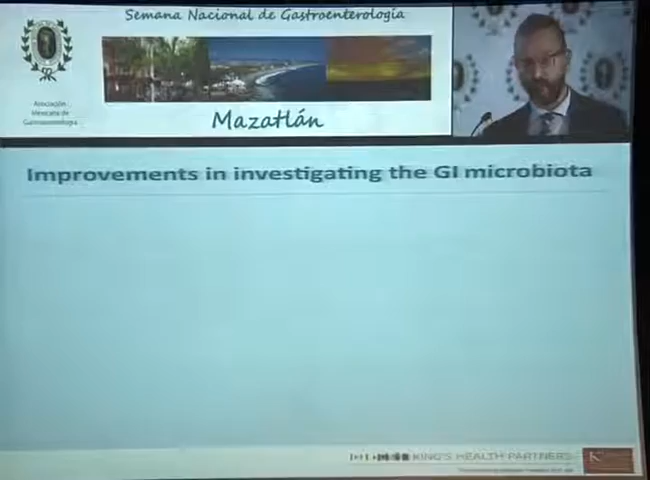 Semana Nacional de Gastroenterología
Asociación
Mexicana de
Gastroenterología
Mazatlán
Improvements in investigating the GI microbiota
KING'S HEALTH PARTNERS